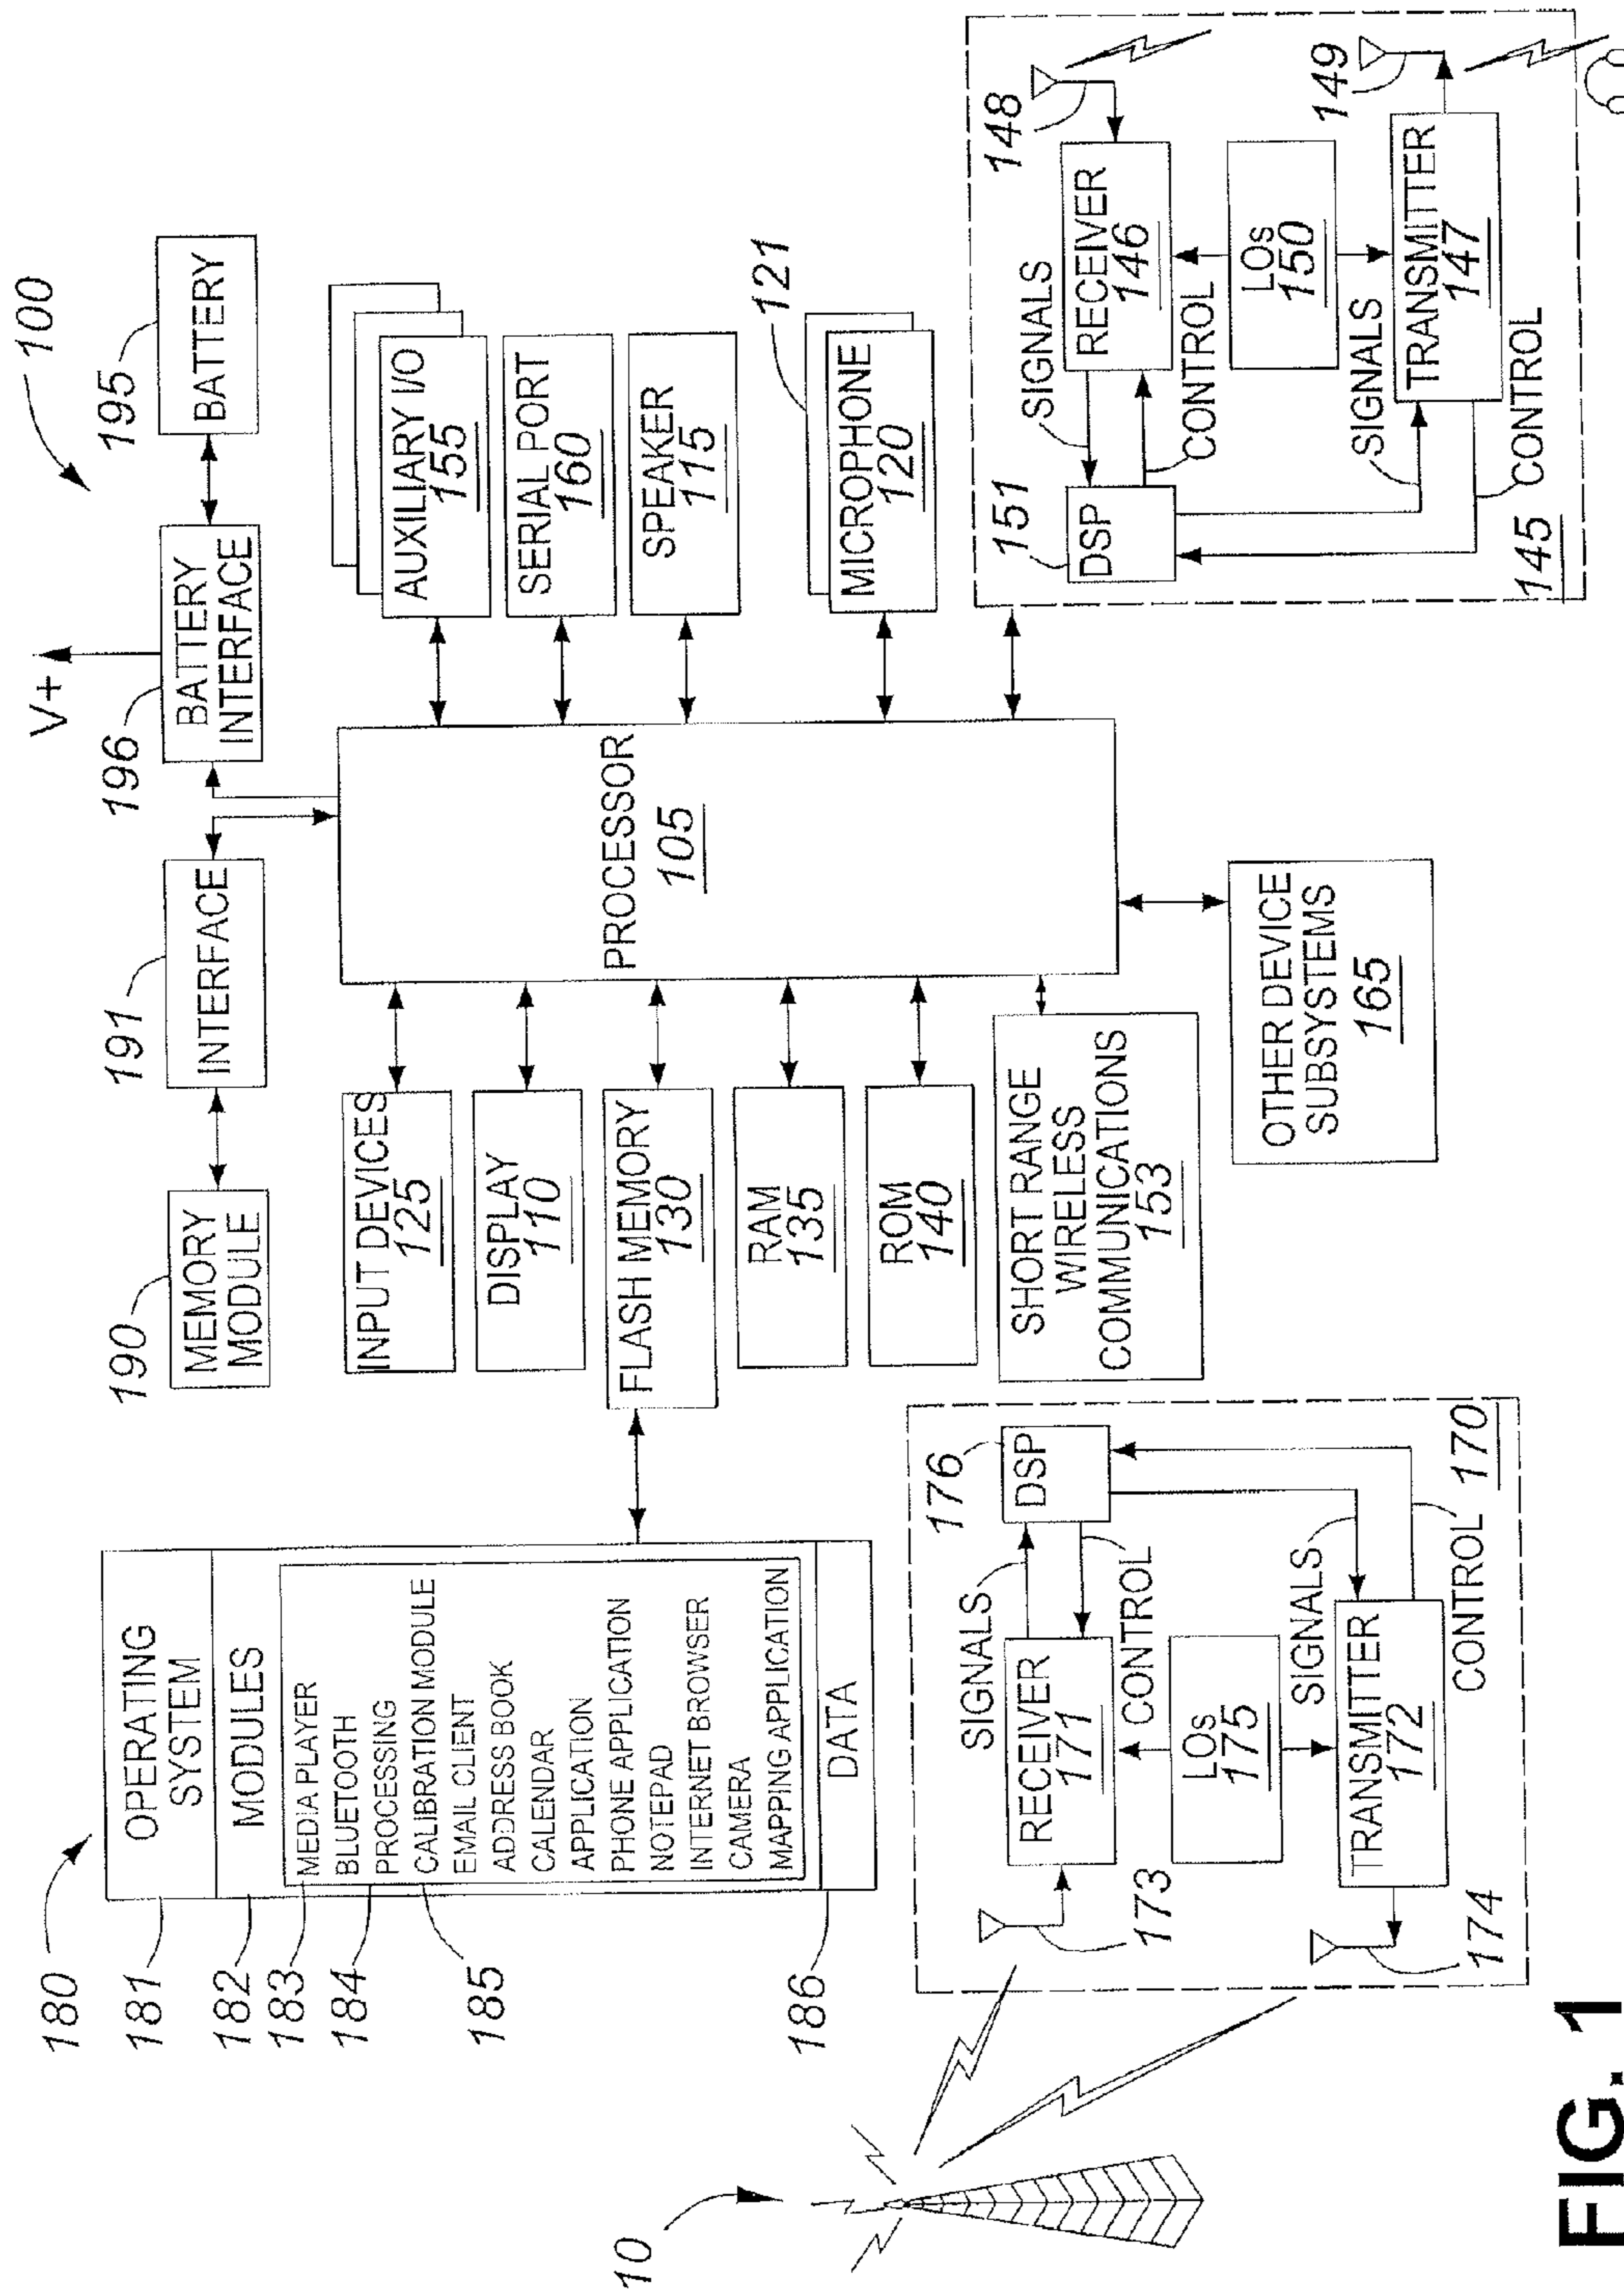 100
180
181
182
183
184
185
186
OPERATING
SYSTEM
MODULES
MEDIA PLAYER
BLUETOOTH
PROCESSING
CALIBRATION MODULE
EMAIL CLIENT
ADDRESS BOOK
CALENDAR
APPLICATION
PHONE APPLICATION
NOTEPAD
INTERNET BROWSER
CAMERA
MAPPING APPLICATION
DATA
190
MEMORY
MODULE
191
INTERFACE
196
V+
BATTERY
INTERFACE
195
BATTERY
INPUT DEVICES
125
DISPLAY
110
FLASH MEMORY
130
RAM
135
ROM
140
SHORT RANGE
WIRELESS
COMMUNICATIONS
153
PROCESSOR
105
AUXILIARY I/O
155
SERIAL PORT
160
SPEAKER
115
MICROPHONE
120
121
OTHER DEVICE
SUBSYSTEMS
165
10
173
174
RECEIVER
171
SIGNALS
CONTROL
176
DSP
LOs
175
SIGNALS
TRANSMITTER
172
CONTROL
170
151
DSP
SIGNALS
CONTROL
RECEIVER
146
148
LOs
150
SIGNALS
TRANSMITTER
147
149
CONTROL
145
FIG. 1